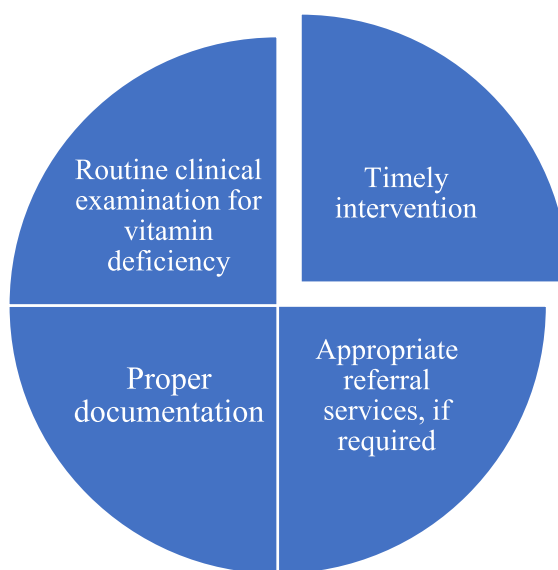 Routine clinical
examination for
vitamin
deficiency
Timely
intervention
Proper
documentation
Appropriate
referral
services, if
required